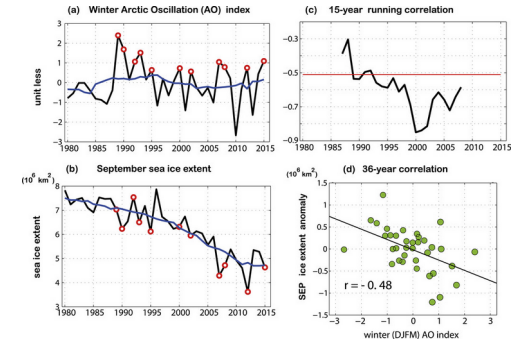 (a) Winter Arctic Oscillation (AO) index
unit less
3
2
1
0
−1
−2
−3
1980 1985 1990 1995 2000 2005 2010 2015
(c) 15-year running correlation
−0.3
−0.5
−0.7
−0.9
1980 1985 1990 1995 2000 2005 2010 2015
(b) September sea ice extent
(10⁶ km²)
sea ice extent
8
7
6
5
4
3
1980 1985 1990 1995 2000 2005 2010 2015
(d) 36-year correlation
(10⁶ km²)
SEP ice extent anomaly
1.5
1
0.5
0
−0.5
−1
−1.5
r = - 0. 48
−3 −2 −1 0 1 2 3
winter (DJFM) AO index